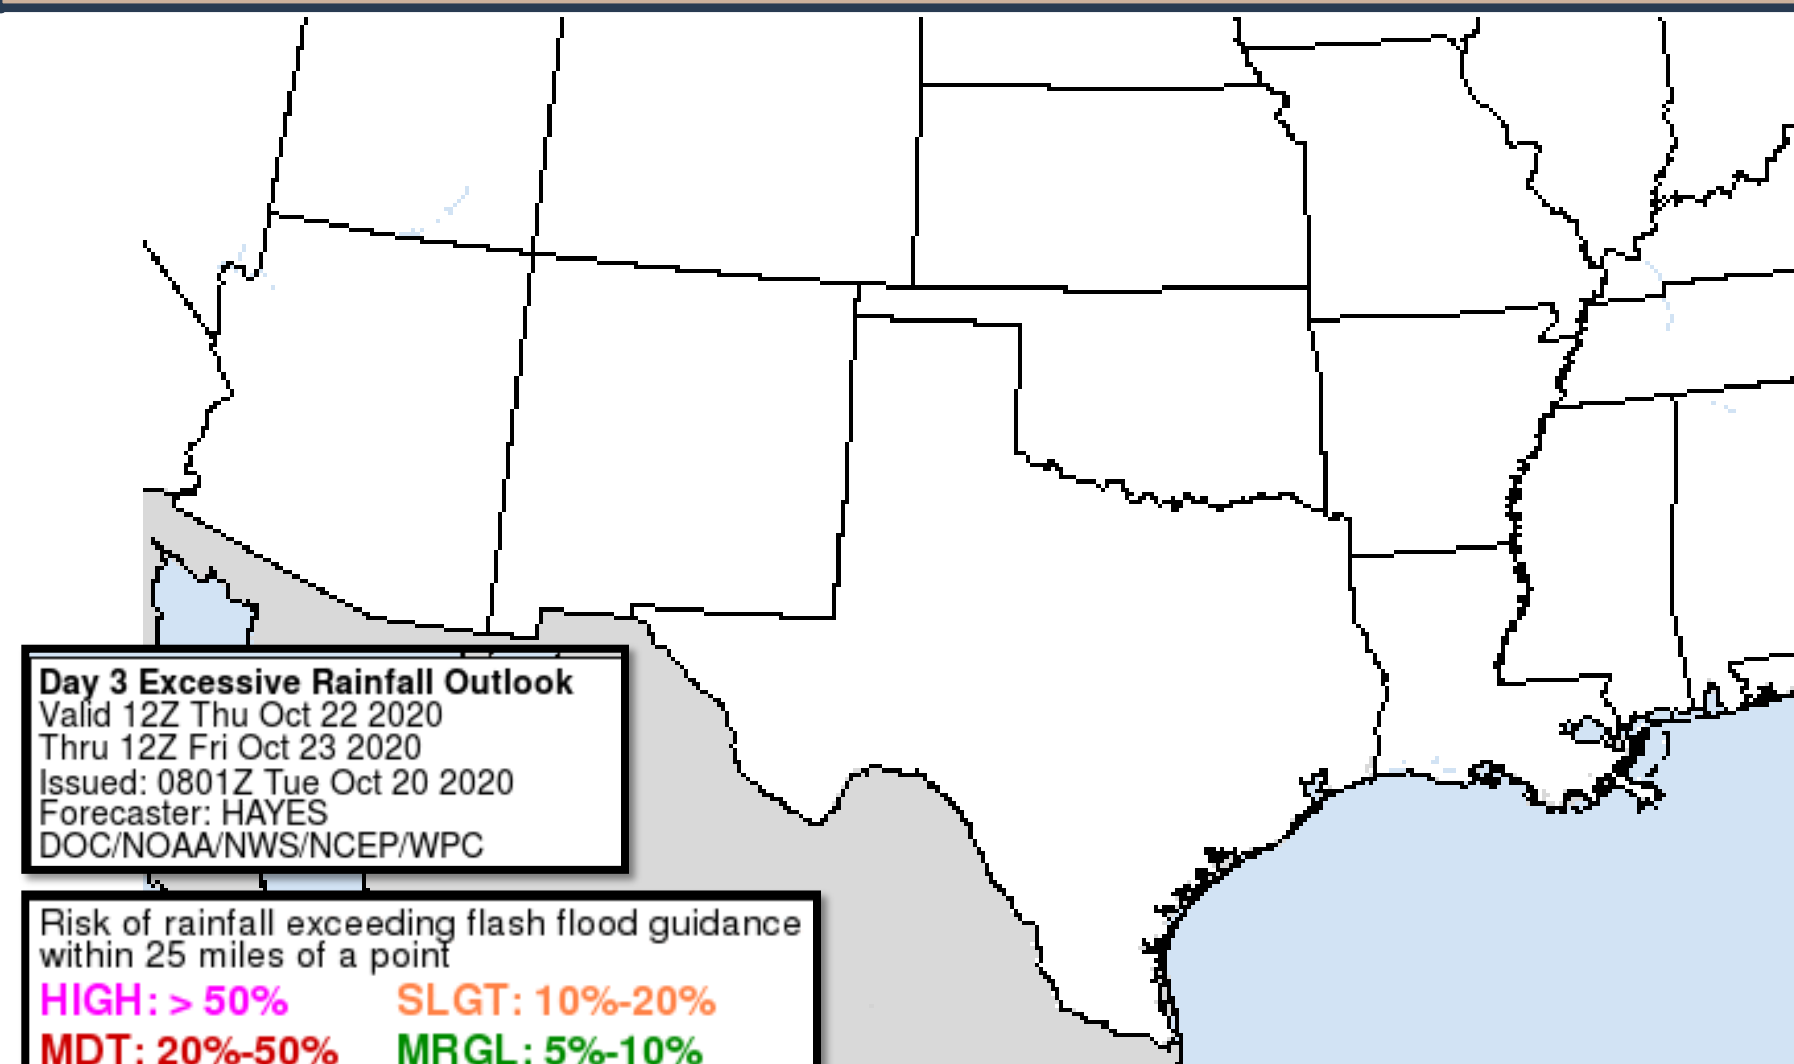 Day 3 Excessive Rainfall Outlook
Valid 12Z Thu Oct 22 2020
Thru 12Z Fri Oct 23 2020
Issued: 0801Z Tue Oct 20 2020
Forecaster: HAYES
DOC/NOAA/NWS/NCEP/WPC
Risk of rainfall exceeding flash flood guidance
within 25 miles of a point
HIGH: > 50% SLGT: 10%-20%
MDT: 20%-50% MRGL: 5%-10%